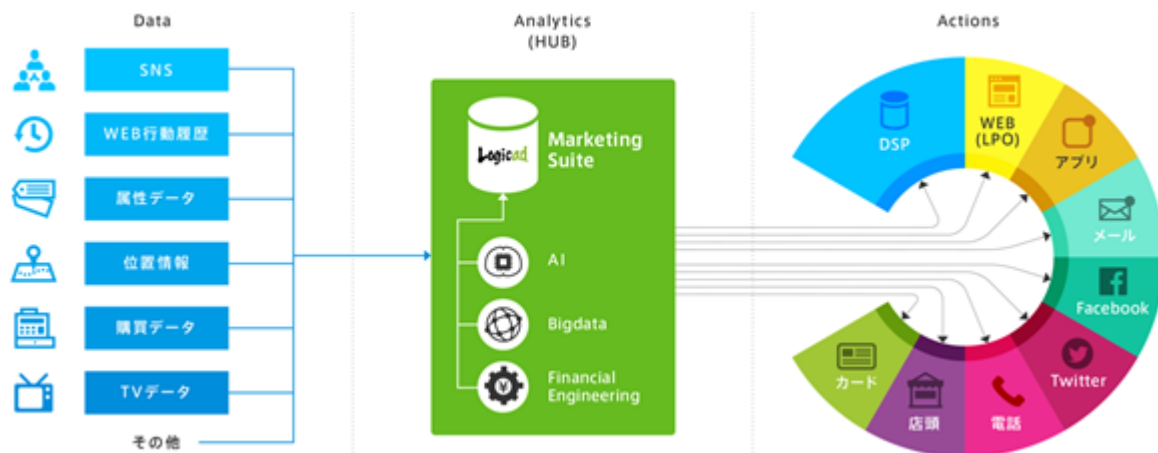 Data
Analytics
(HUB)
Actions
SNS
WEB行動履歴
属性データ
位置情報
購買データ
TVデータ
その他
Logicad
Marketing
Suite
AI
Bigdata
¥
Financial
Engineering
DSP
WEB
(LPO)
アプリ
メール
Facebook
Twitter
電話
店頭
カード